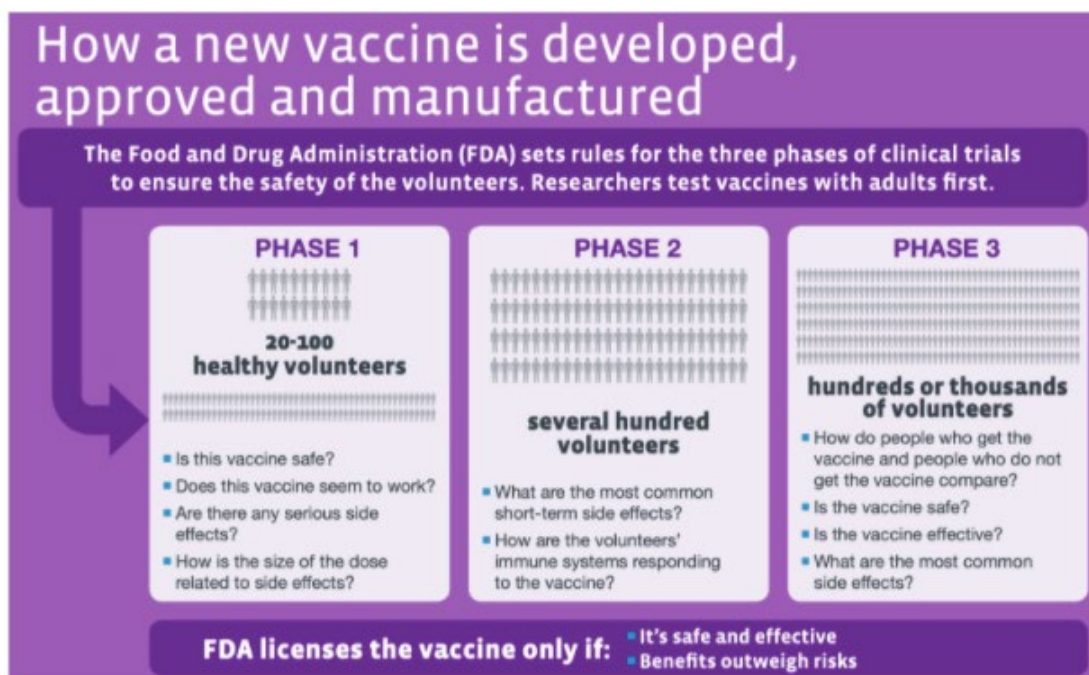 How a new vaccine is developed,
approved and manufactured
The Food and Drug Administration (FDA) sets rules for the three phases of clinical trials
to ensure the safety of the volunteers. Researchers test vaccines with adults first.
PHASE 1
20-100
healthy volunteers
▪ Is this vaccine safe?
▪ Does this vaccine seem to work?
▪ Are there any serious side
effects?
▪ How is the size of the dose
related to side effects?
PHASE 2
several hundred
volunteers
▪ What are the most common
short-term side effects?
▪ How are the volunteers'
immune systems responding
to the vaccine?
PHASE 3
hundreds or thousands
of volunteers
▪ How do people who get the
vaccine and people who do not
get the vaccine compare?
▪ Is the vaccine safe?
▪ Is the vaccine effective?
▪ What are the most common
side effects?
FDA licenses the vaccine only if:
▪ It's safe and effective
▪ Benefits outweigh risks